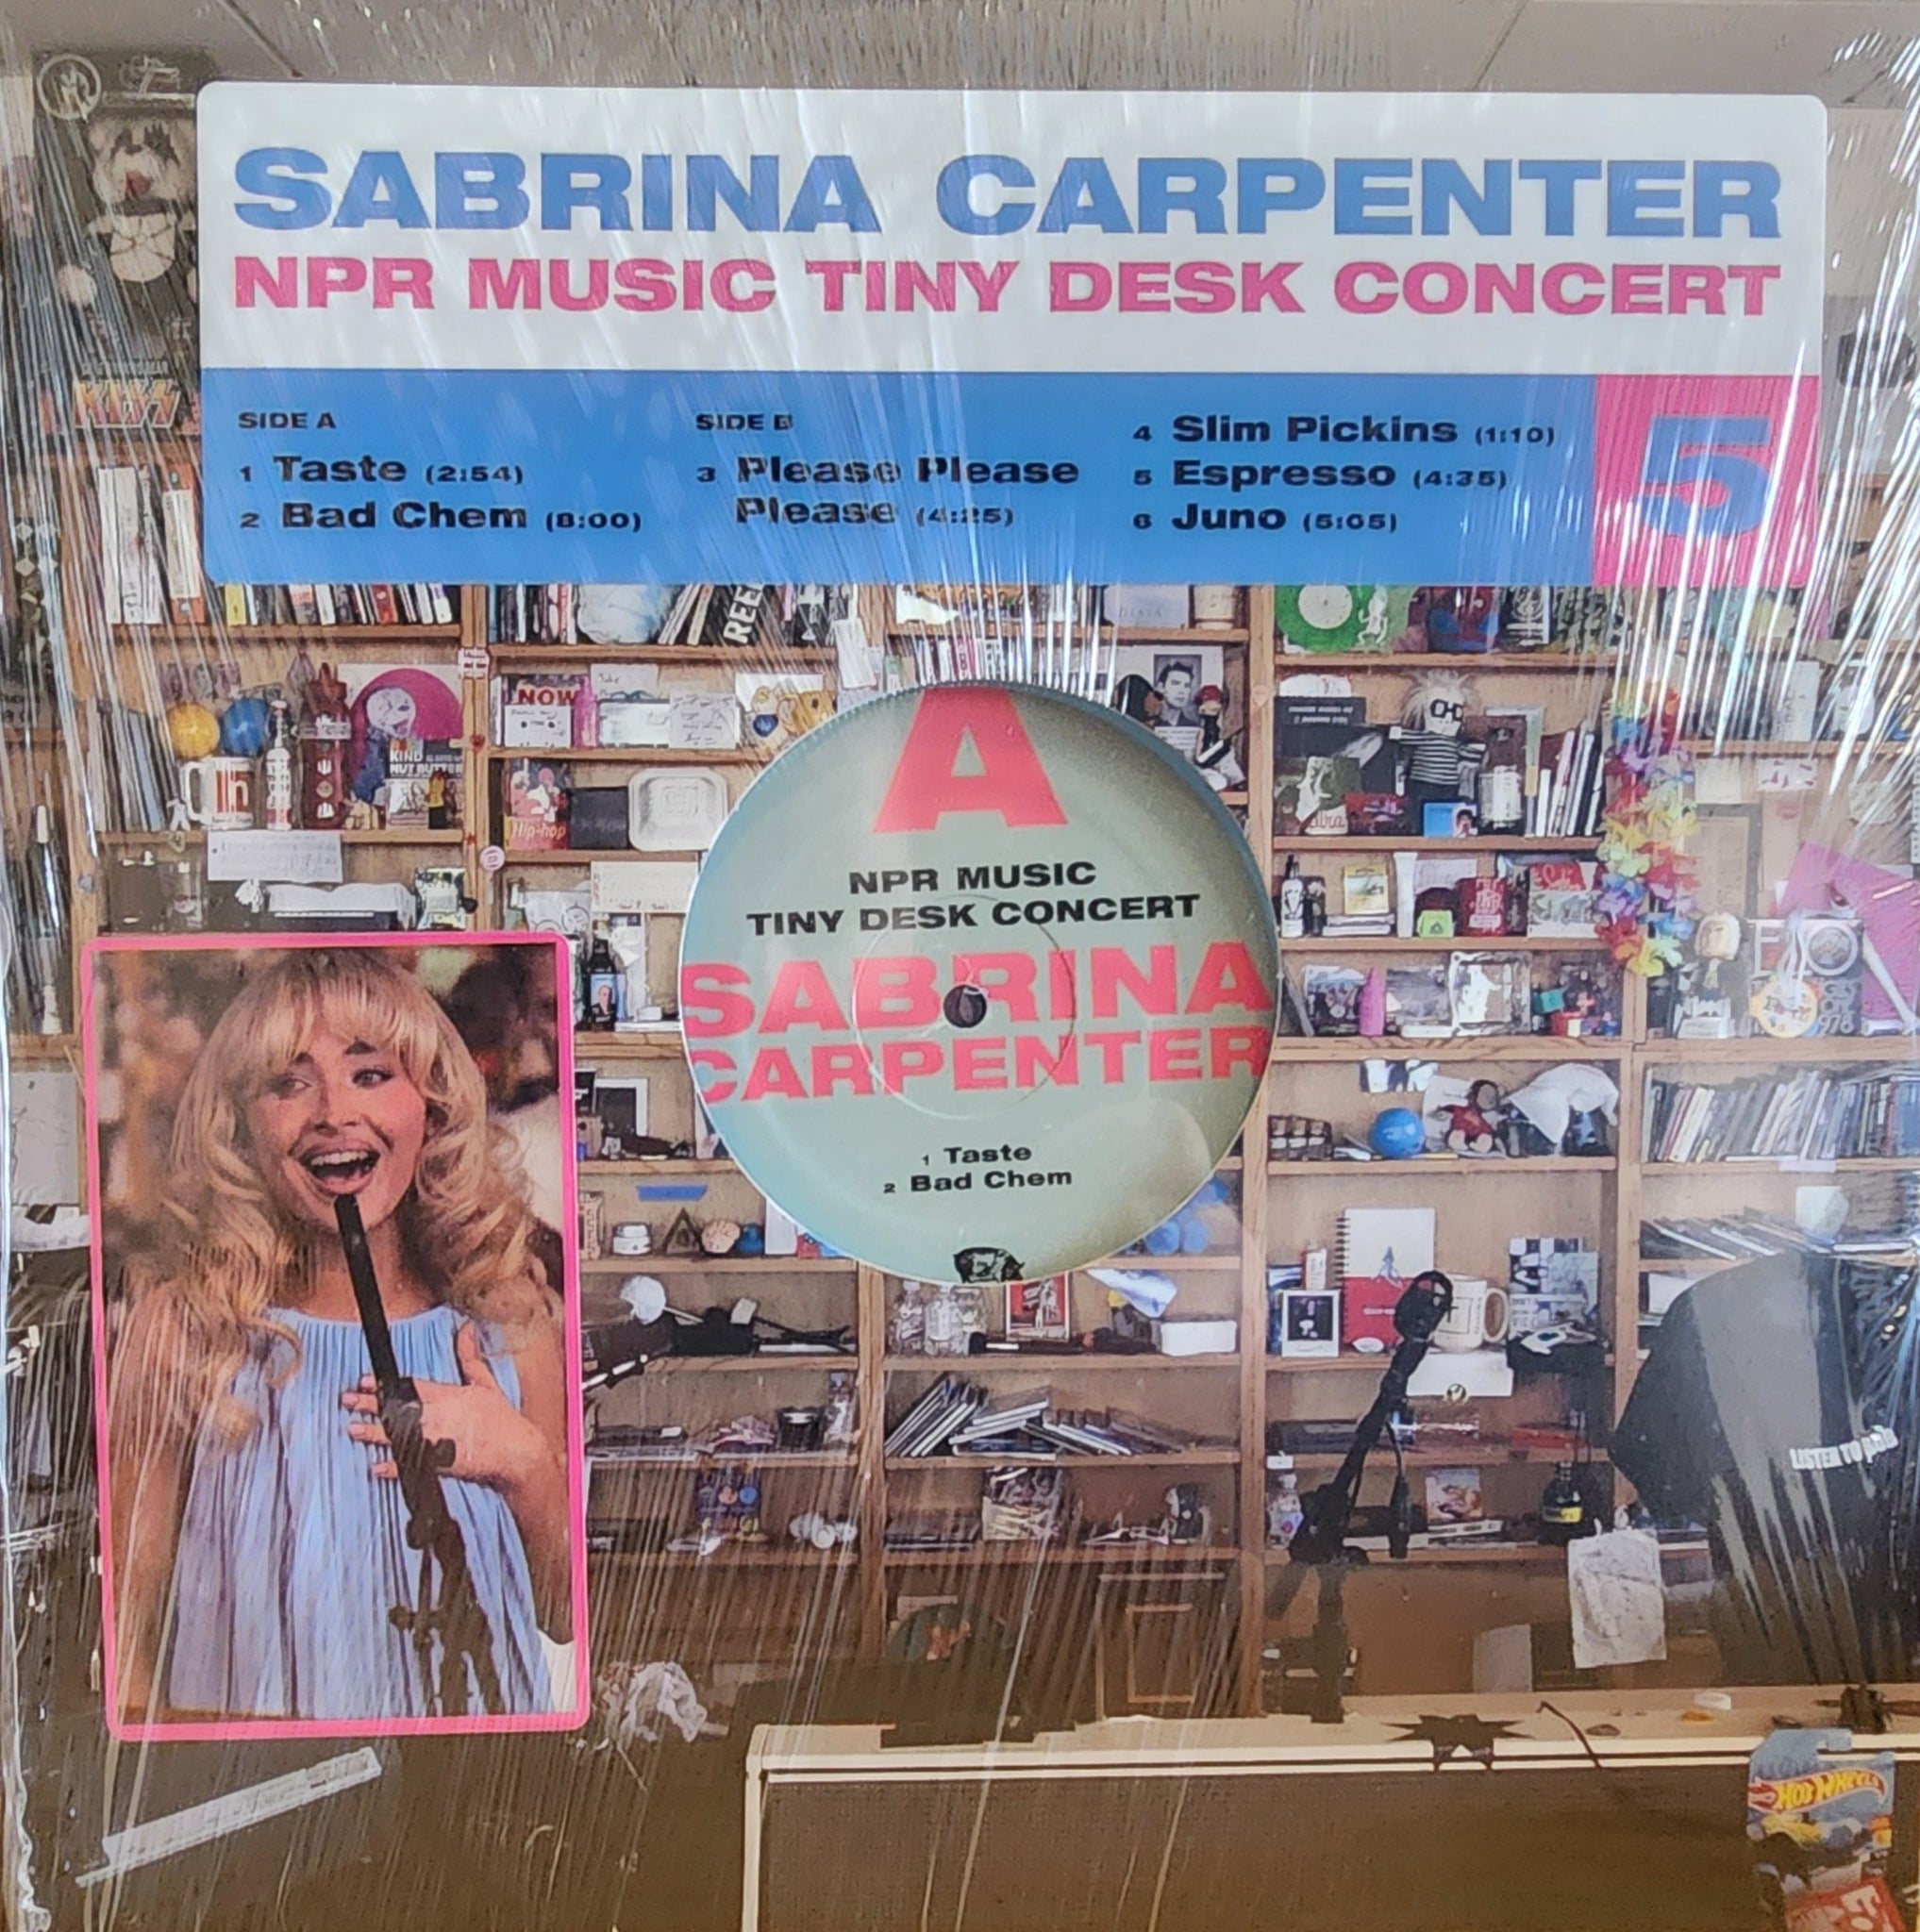 SABRINA CARPENTER
NPR MUSIC TINY DESK CONCERT
SIDE A
1 Taste (2:54)
2 Bad Chem (8:00)
SIDE B
3 Please Please
Please (4:25)
4 Slim Pickins (1:10)
5 Espresso (4:35)
6 Juno (5:05)
5
KISS
NOW
KIND
NUT BUTTER
Hip-hop
A
NPR MUSIC
TINY DESK CONCERT
SABRINA
CARPENTER
1 Taste
2 Bad Chem
LISTEN TO
HOT WHEELS